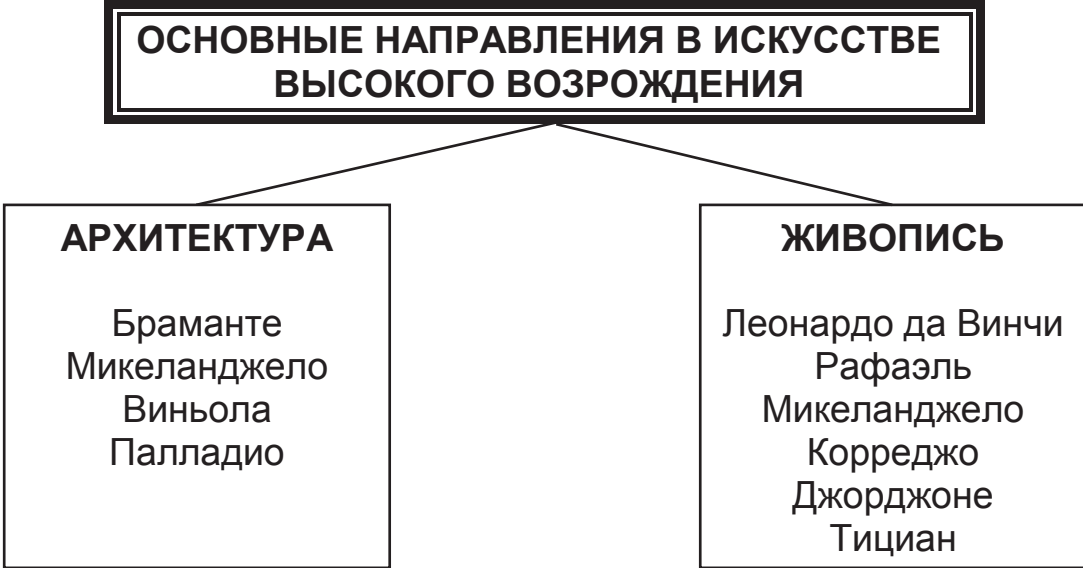 ОСНОВНЫЕ НАПРАВЛЕНИЯ В ИСКУССТВЕ
ВЫСОКОГО ВОЗРОЖДЕНИЯ
АРХИТЕКТУРА
Браманте
Микеланджело
Виньола
Палладио
ЖИВОПИСЬ
Леонардо да Винчи
Рафаэль
Микеланджело
Корреджо
Джорджоне
Тициан